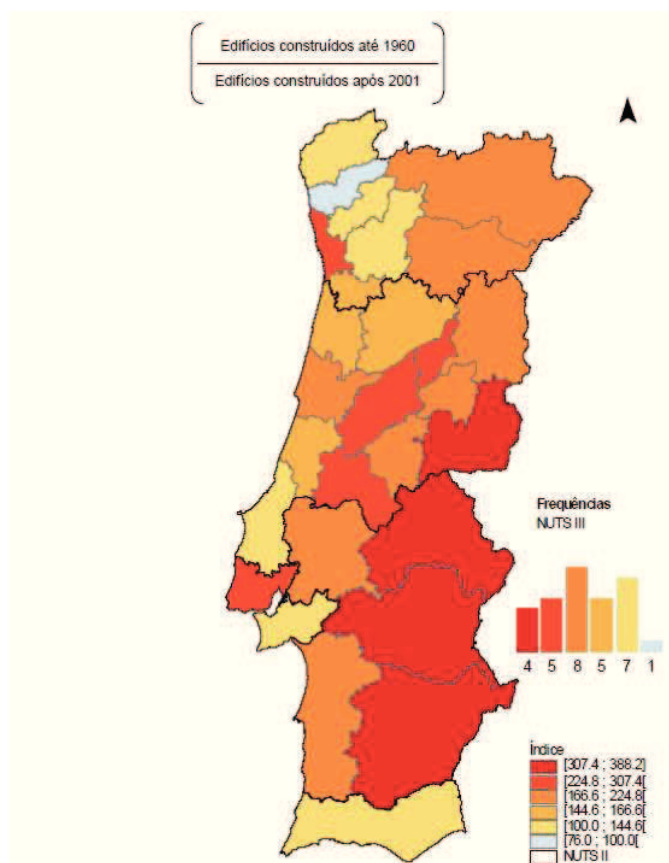 Edifícios construídos até 1960
Edifícios construídos após 2001
Frequências
NUTS III
4 5 8 5 7 1
Índice
[307.4 ; 388.2]
[224.8 ; 307.4[
[166.6 ; 224.8[
[144.6 ; 166.6[
[100.0 ; 144.6[
[76.0 ; 100.0[
NUTS II